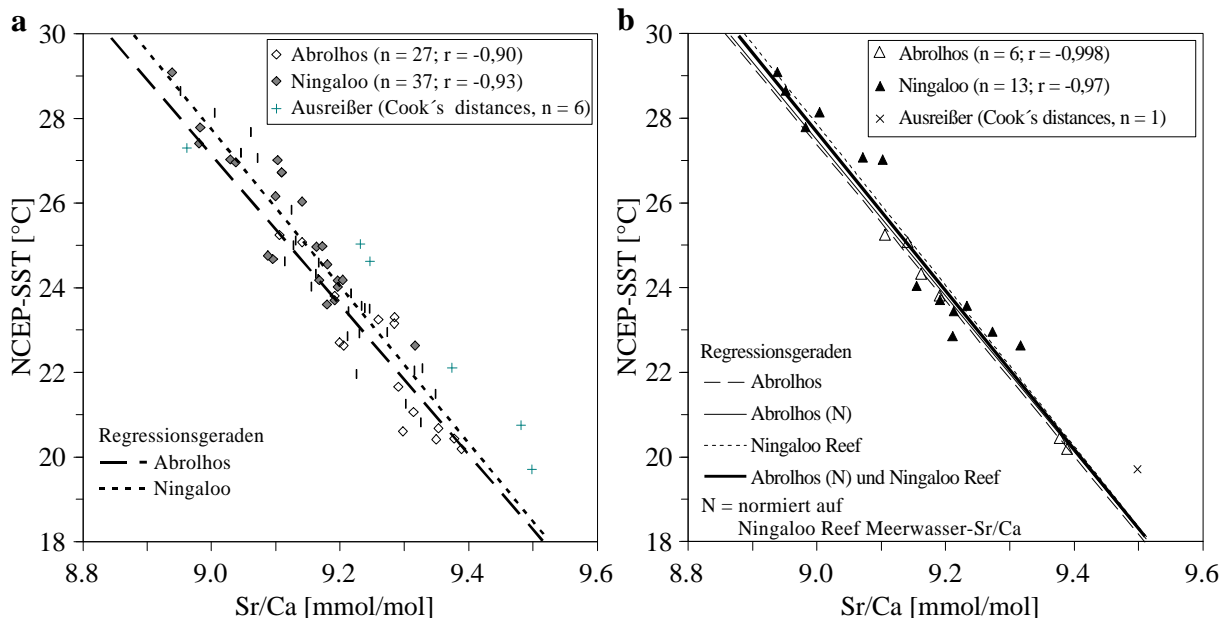 a
30
28
26
24
22
20
18
NCEP-SST [°C]
Abrolhos (n = 27; r = -0,90)
Ningaloo (n = 37; r = -0,93)
Ausreißer (Cook´s distances, n = 6)
Regressionsgeraden
Abrolhos
Ningaloo
8.8 9.0 9.2 9.4 9.6
Sr/Ca [mmol/mol]
b
30
28
26
24
22
20
18
NCEP-SST [°C]
Abrolhos (n = 6; r = -0,998)
Ningaloo (n = 13; r = -0,97)
Ausreißer (Cook´s distances, n = 1)
Regressionsgeraden
Abrolhos
Abrolhos (N)
Ningaloo Reef
Abrolhos (N) und Ningaloo Reef
N = normiert auf
Ningaloo Reef Meerwasser-Sr/Ca
8.8 9.0 9.2 9.4 9.6
Sr/Ca [mmol/mol]